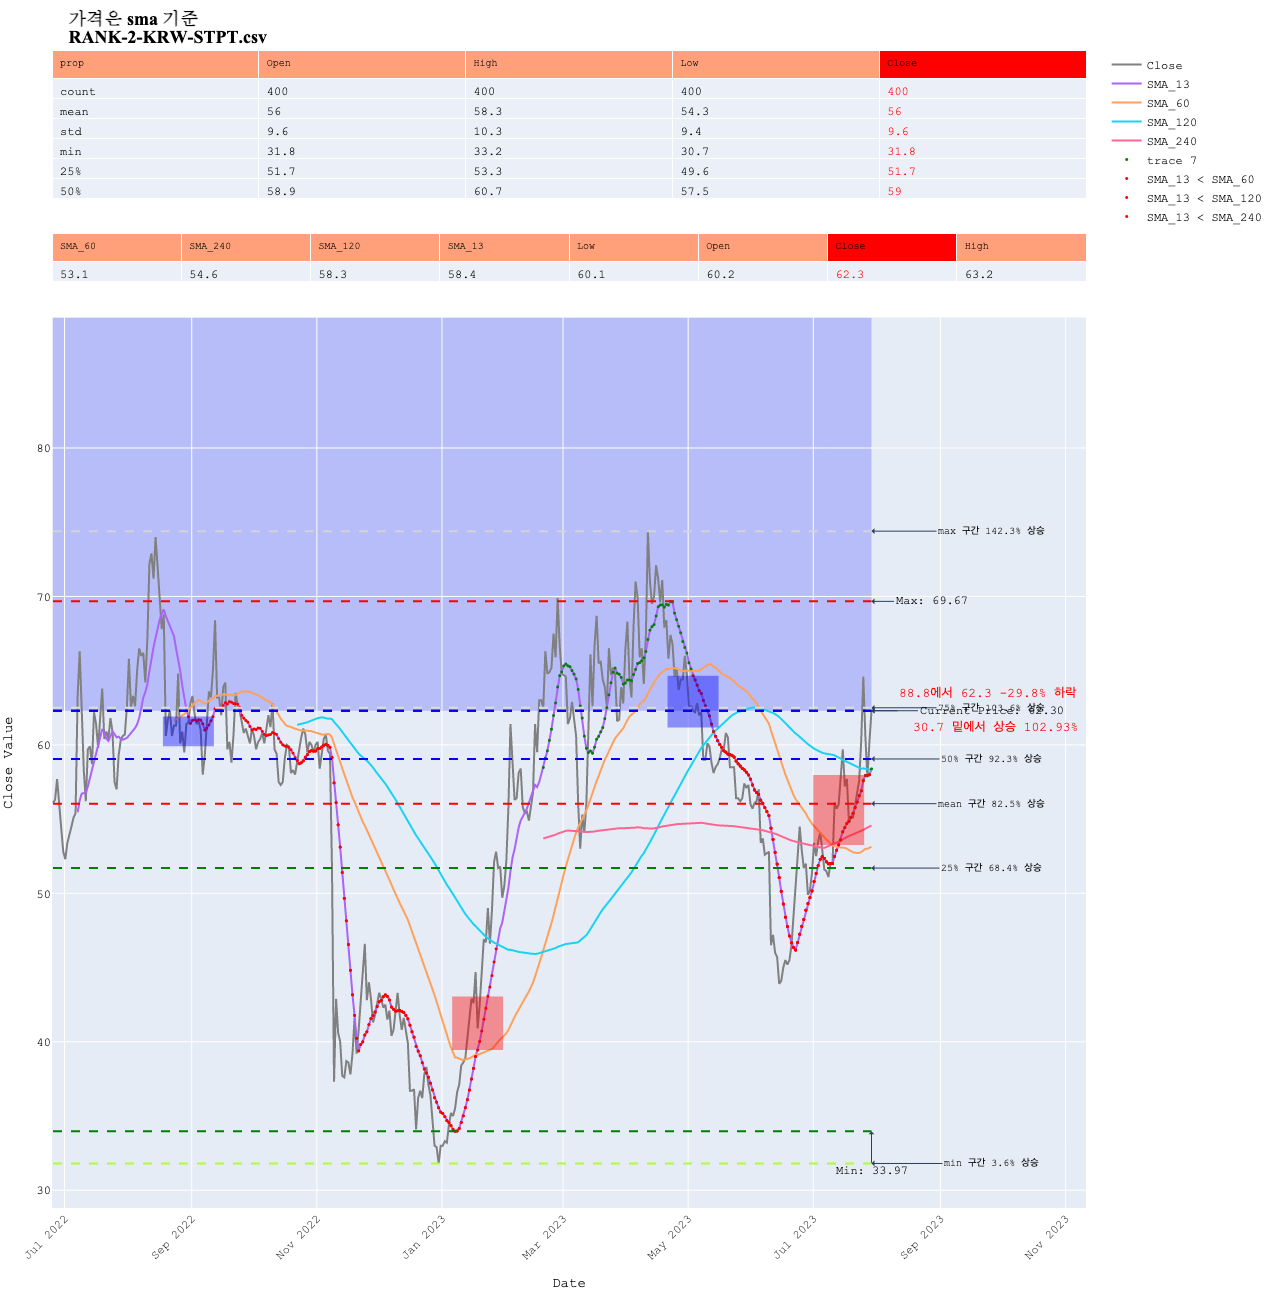 가격은 sma 기준
RANK-2-KRW-STPT.csv
prop Open High Low Close
count 400 400 400 400
mean 56 58.3 54.3 56
std 9.6 10.3 9.4 9.6
min 31.8 33.2 30.7 31.8
25% 51.7 53.3 49.6 51.7
50% 58.9 60.7 57.5 59
SMA_60 SMA_240 SMA_120 SMA_13 Low Open Close High
53.1 54.6 58.3 58.4 60.1 60.2 62.3 63.2
Close
SMA_13
SMA_60
SMA_120
SMA_240
trace 7
SMA_13 < SMA_60
SMA_13 < SMA_120
SMA_13 < SMA_240
Close Value
80
70
60
50
40
30
max 구간 142.3% 상승
Max: 69.67
88.8에서 62.3 -29.8% 하락
75% 구간 103.6% 상승
Current Price: 62.30
30.7 밑에서 상승 102.93%
50% 구간 92.3% 상승
mean 구간 82.5% 상승
25% 구간 68.4% 상승
min 구간 3.6% 상승
Min: 33.97
Jul 2022
Sep 2022
Nov 2022
Jan 2023
Mar 2023
May 2023
Jul 2023
Sep 2023
Nov 2023
Date